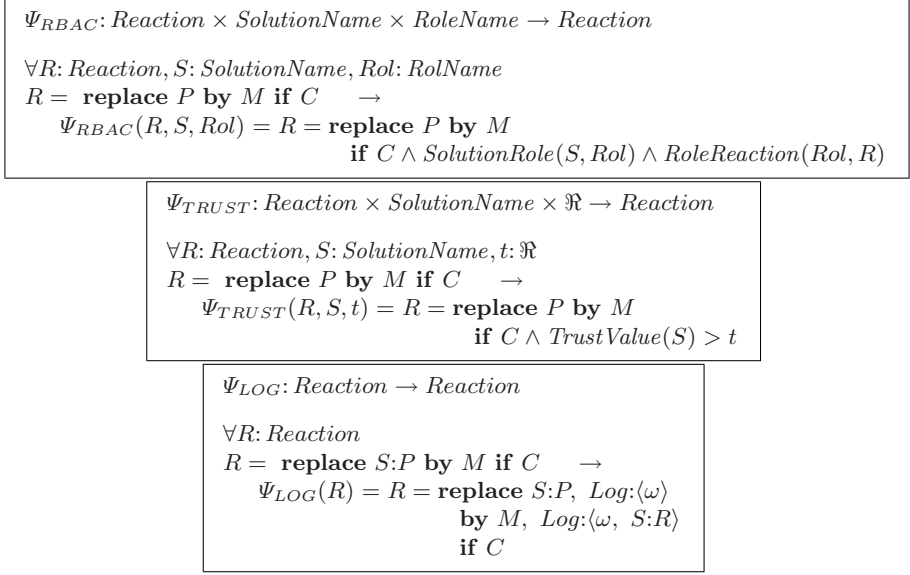 Ψ_RBAC: Reaction × SolutionName × RoleName → Reaction
∀R: Reaction, S: SolutionName, Rol: RolName
R = replace P by M if C →
Ψ_RBAC(R, S, Rol) = R = replace P by M
if C ∧ SolutionRole(S, Rol) ∧ RoleReaction(Rol, R)
Ψ_TRUST: Reaction × SolutionName × ℜ → Reaction
∀R: Reaction, S: SolutionName, t: ℜ
R = replace P by M if C →
Ψ_TRUST(R, S, t) = R = replace P by M
if C ∧ TrustValue(S) > t
Ψ_LOG: Reaction → Reaction
∀R: Reaction
R = replace S:P by M if C →
Ψ_LOG(R) = R = replace S:P, Log:⟨ω⟩
by M, Log:⟨ω, S:R⟩
if C